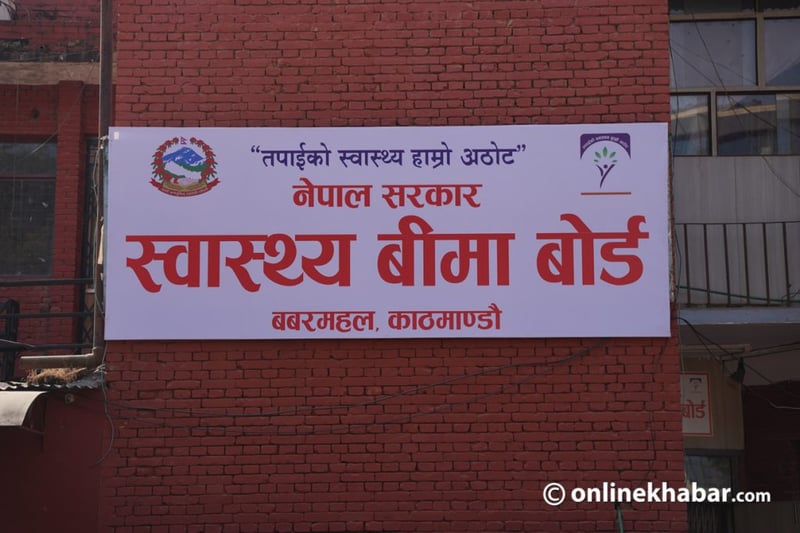 “तपाईको स्वास्थ्य हाम्रो अठोट”
नेपाल सरकार
स्वास्थ्य बीमा बोर्ड
बबरमहल, काठमाण्डौ
बोर्ड
© onlinekhabar.com